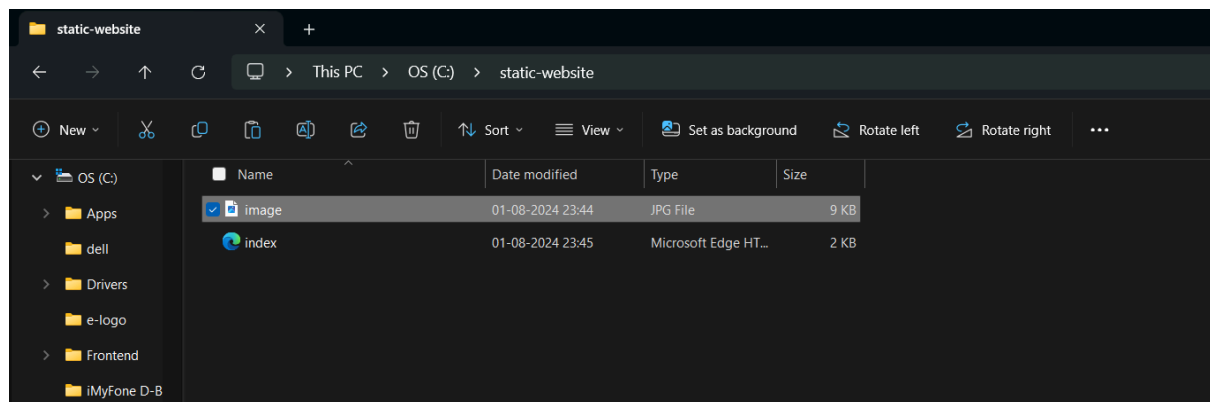 static-website
This PC > OS (C:) > static-website
New Sort View Set as background Rotate left Rotate right
OS (C:) Name Date modified Type Size
Apps image 01-08-2024 23:44 JPG File 9 KB
dell index 01-08-2024 23:45 Microsoft Edge HT... 2 KB
Drivers
e-logo
Frontend
iMyFone D-B